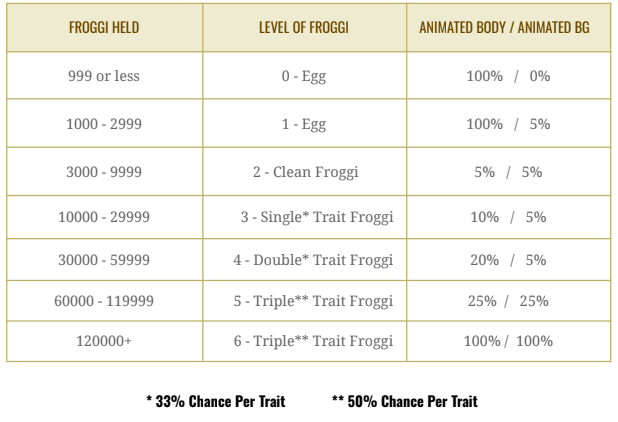 FROGGI HELD LEVEL OF FROGGI ANIMATED BODY / ANIMATED BG
999 or less 0 - Egg 100% / 0%
1000 - 2999 1 - Egg 100% / 5%
3000 - 9999 2 - Clean Froggi 5% / 5%
10000 - 29999 3 - Single* Trait Froggi 10% / 5%
30000 - 59999 4 - Double* Trait Froggi 20% / 5%
60000 - 119999 5 - Triple** Trait Froggi 25% / 25%
120000+ 6 - Triple** Trait Froggi 100% / 100%
* 33% Chance Per Trait ** 50% Chance Per Trait